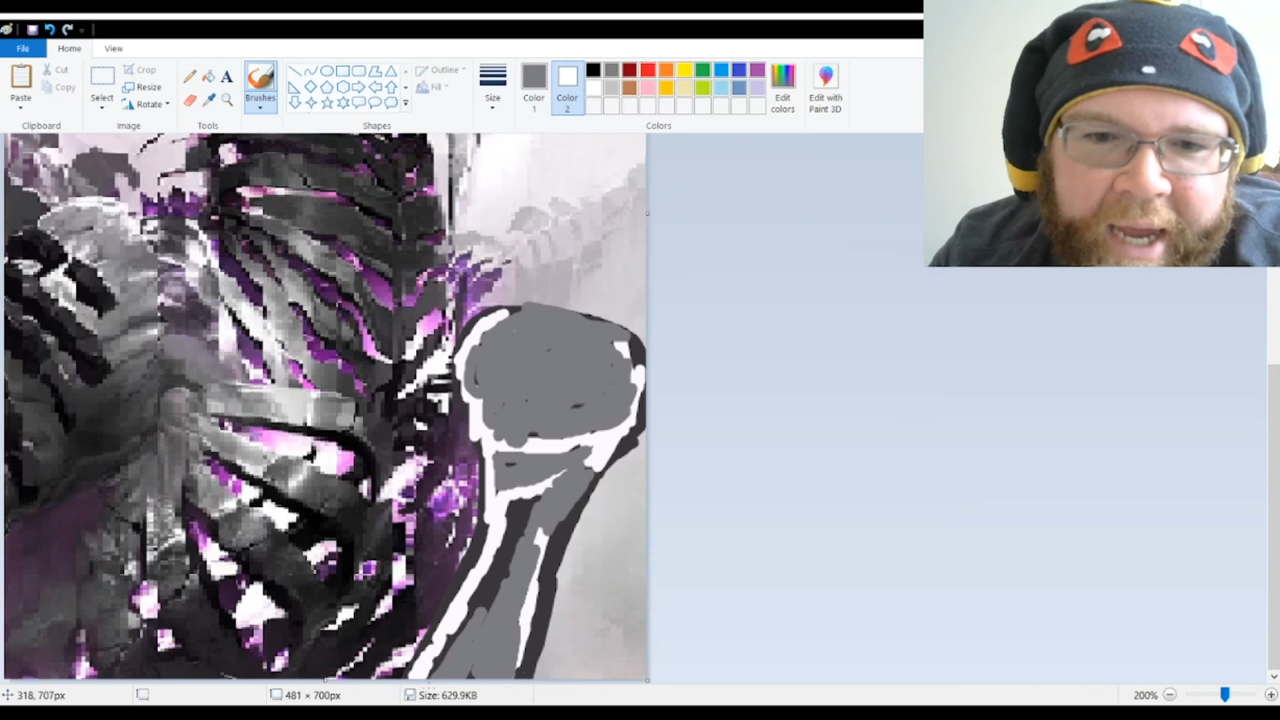 File Home View
Paste
Cut
Copy
Clipboard
Select
Crop
Resize
Rotate
Image
A
Tools
Brushes
Outline
Fill
Shapes
Size
Color 1
Color 2
Edit colors
Edit with Paint 3D
Colors
318, 707px
481 × 700px
Size: 629.9KB
200%